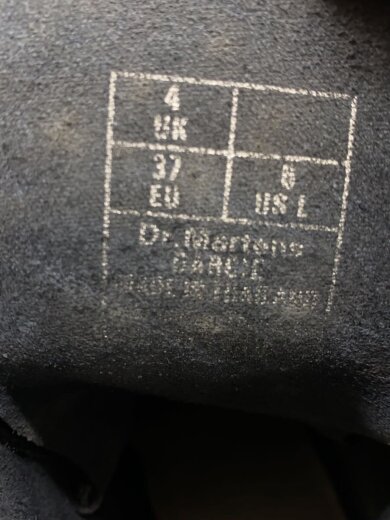 4
UK
37
EU
6
US L
Dr. Martens
MADE IN THAILAND